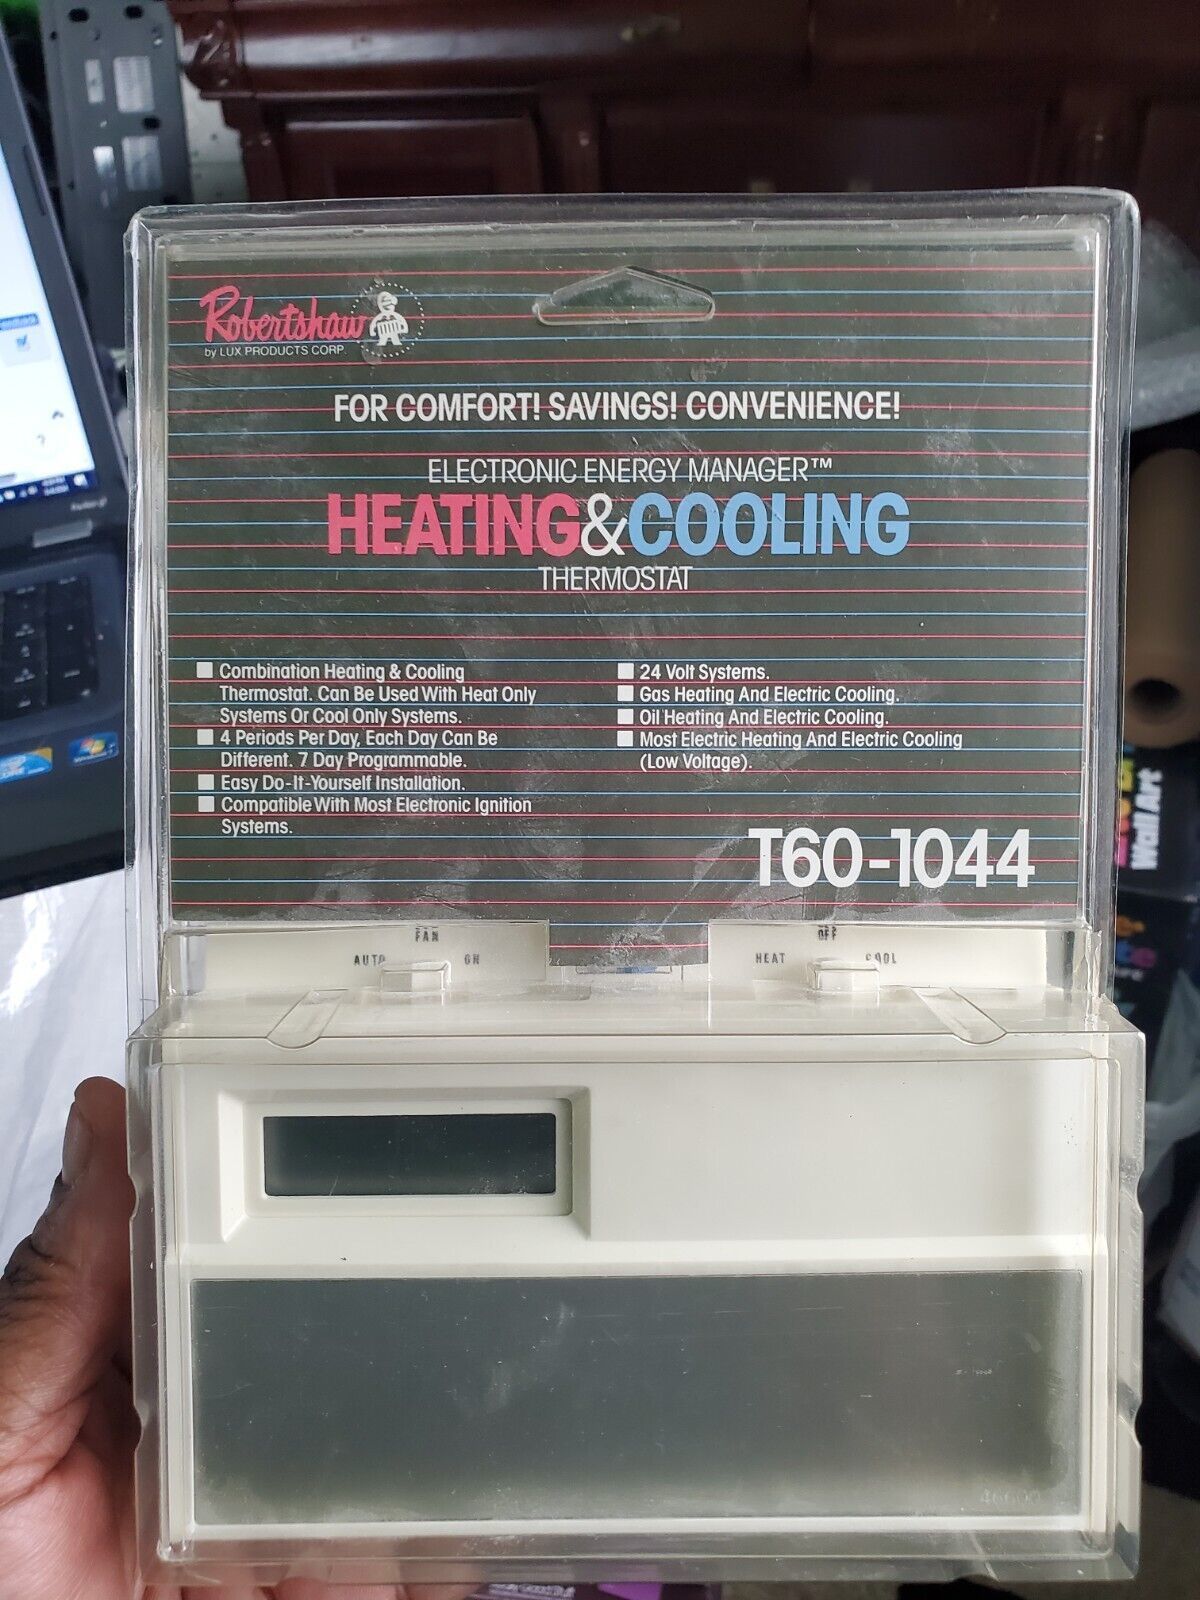 Robertshaw
by LUX PRODUCTS CORP.
FOR COMFORT! SAVINGS! CONVENIENCE!
ELECTRONIC ENERGY MANAGER™
HEATING&COOLING
THERMOSTAT
Combination Heating & Cooling
Thermostat. Can Be Used With Heat Only
Systems Or Cool Only Systems.
4 Periods Per Day, Each Day Can Be
Different. 7 Day Programmable.
Easy Do-It-Yourself Installation.
Compatible With Most Electronic Ignition
Systems.
24 Volt Systems.
Gas Heating And Electric Cooling.
Oil Heating And Electric Cooling.
Most Electric Heating And Electric Cooling
(Low Voltage).
T60-1044
FAN
AUTO ON
OFF
HEAT COOL
Wall Art